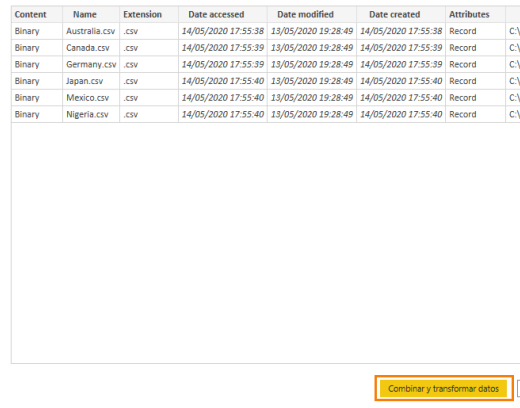 Content Name Extension Date accessed Date modified Date created Attributes
Binary Australia.csv .csv 14/05/2020 17:55:38 13/05/2020 19:28:49 14/05/2020 17:55:38 Record C:\
Binary Canada.csv .csv 14/05/2020 17:55:39 13/05/2020 19:28:49 14/05/2020 17:55:39 Record C:\
Binary Germany.csv .csv 14/05/2020 17:55:39 13/05/2020 19:28:49 14/05/2020 17:55:39 Record C:\
Binary Japan.csv .csv 14/05/2020 17:55:40 13/05/2020 19:28:49 14/05/2020 17:55:40 Record C:\
Binary Mexico.csv .csv 14/05/2020 17:55:40 13/05/2020 19:28:49 14/05/2020 17:55:40 Record C:\
Binary Nigeria.csv .csv 14/05/2020 17:55:40 13/05/2020 19:28:49 14/05/2020 17:55:40 Record C:\
Combinar y transformar datos